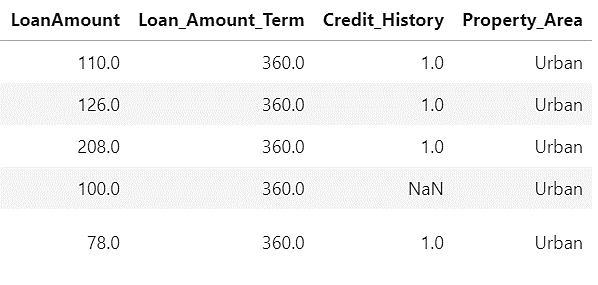 LoanAmount Loan_Amount_Term Credit_History Property_Area
110.0 360.0 1.0 Urban
126.0 360.0 1.0 Urban
208.0 360.0 1.0 Urban
100.0 360.0 NaN Urban
78.0 360.0 1.0 Urban